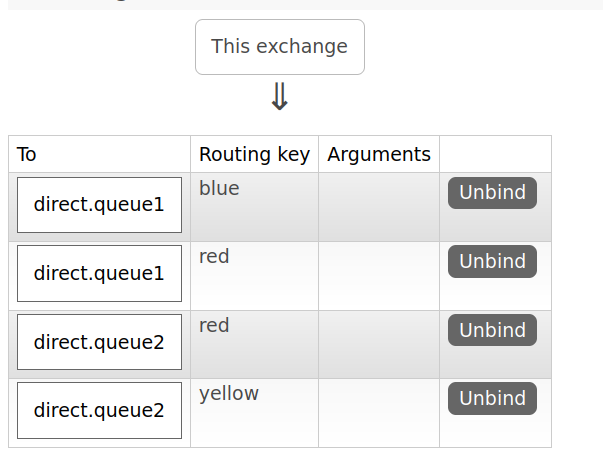 This exchange
⇓
To Routing key Arguments
direct.queue1 blue Unbind
direct.queue1 red Unbind
direct.queue2 red Unbind
direct.queue2 yellow Unbind